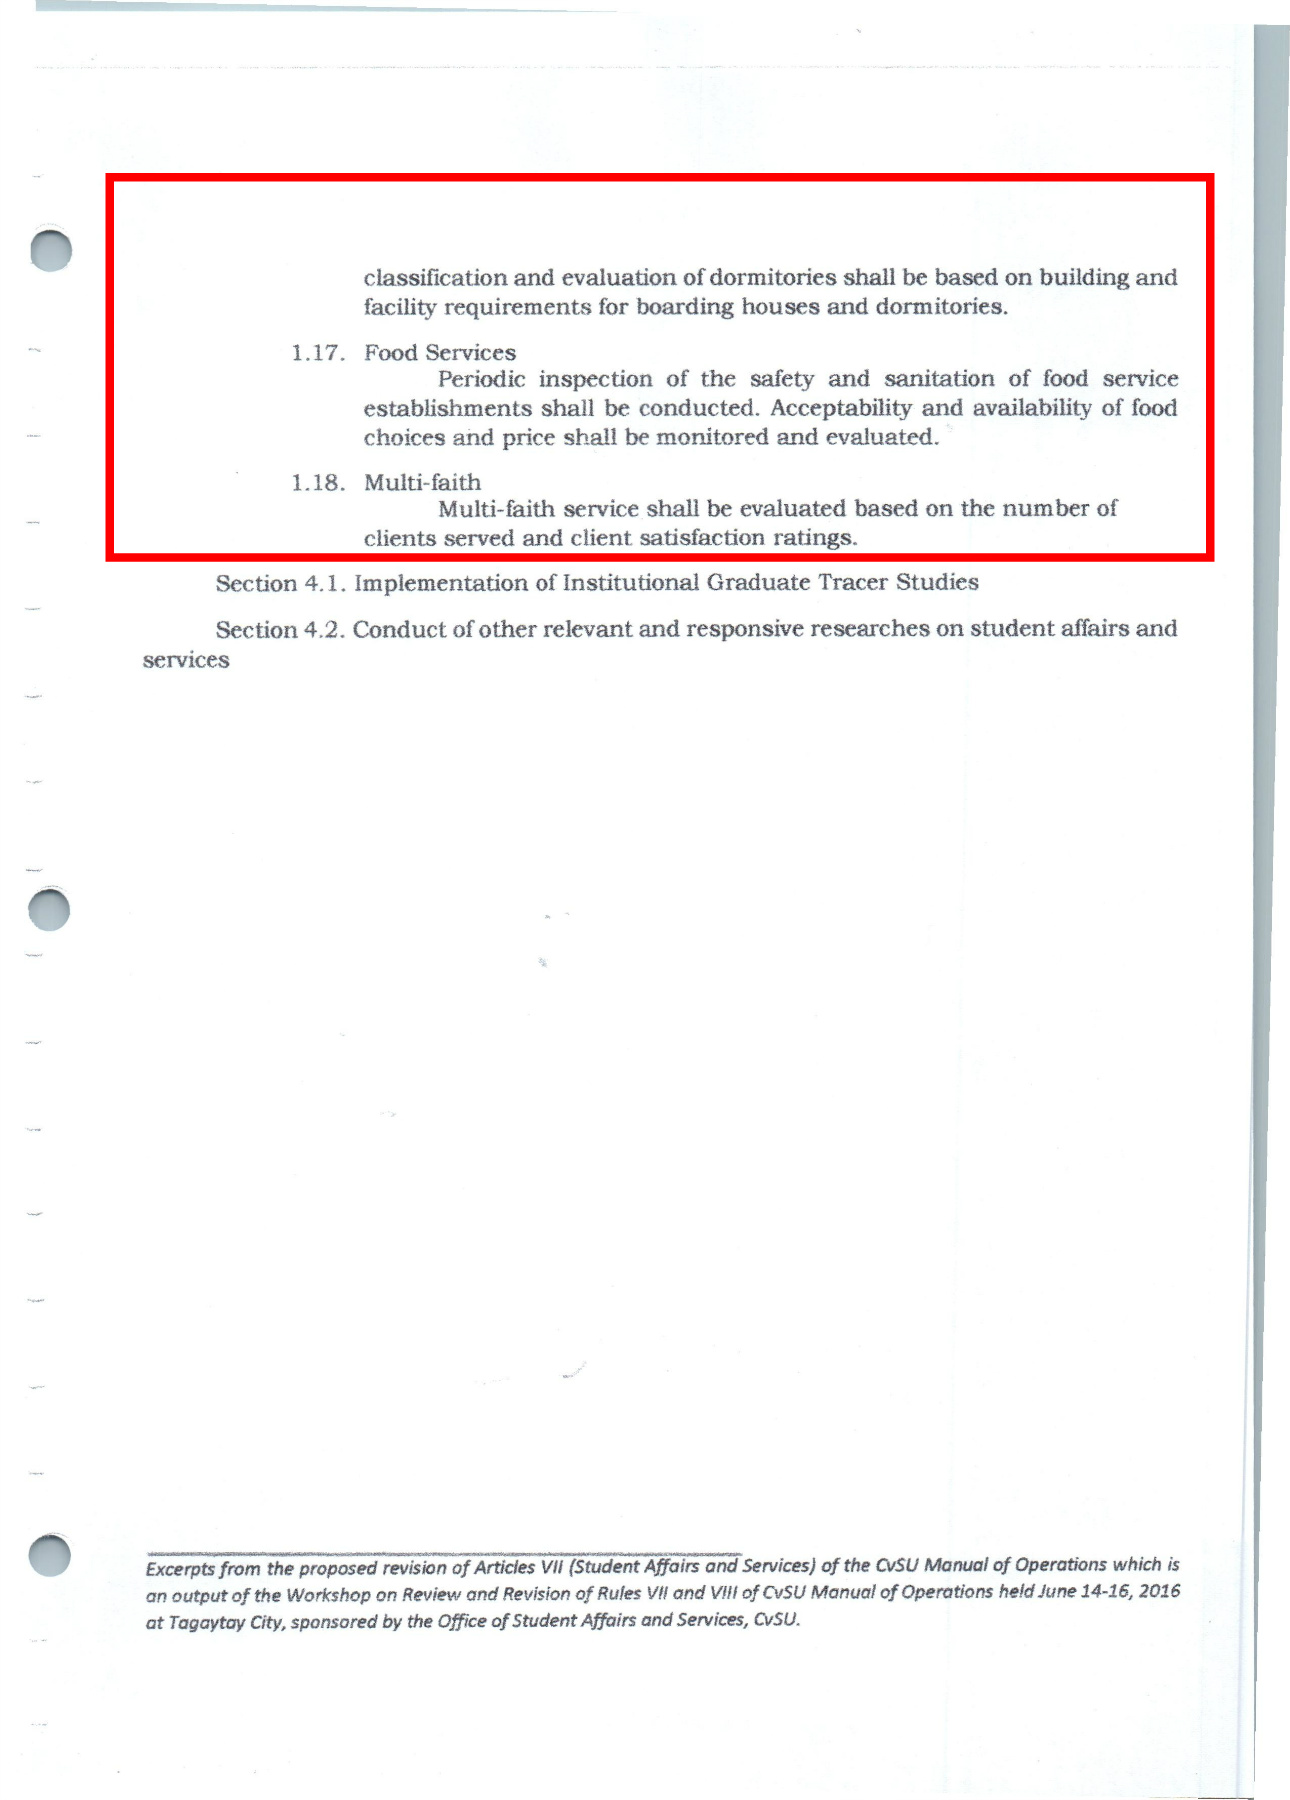 classification and evaluation of dormitories shall be based on building and
facility requirements for boarding houses and dormitories.
1.17. Food Services
Periodic inspection of the safety and sanitation of food service
establishments shall be conducted. Acceptability and availability of food
choices and price shall be monitored and evaluated.
1.18. Multi-faith
Multi-faith service shall be evaluated based on the number of
clients served and client satisfaction ratings.
Section 4.1. Implementation of Institutional Graduate Tracer Studies
Section 4.2. Conduct of other relevant and responsive researches on student affairs and
services
Excerpts from the proposed revision of Articles VII (Student Affairs and Services) of the CvSU Manual of Operations which is
an output of the Workshop on Review and Revision of Rules VII and VIII of CvSU Manual of Operations held June 14-16, 2016
at Tagaytay City, sponsored by the Office of Student Affairs and Services, CvSU.